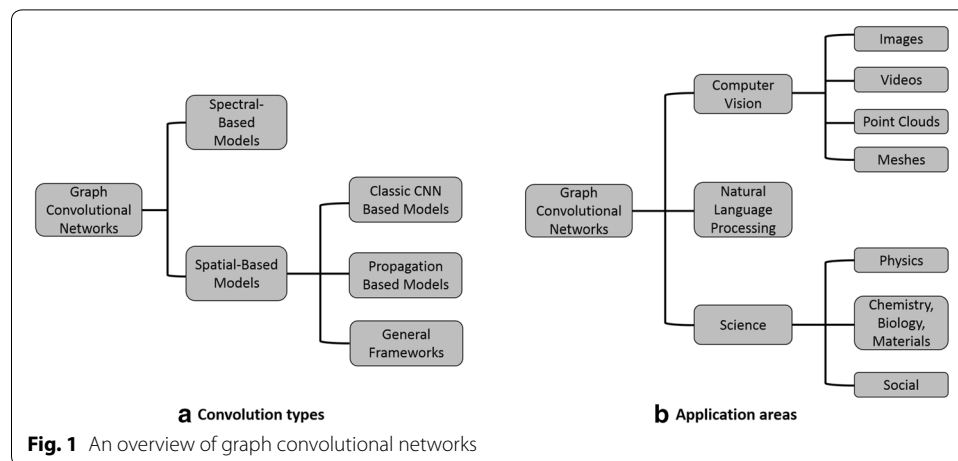 Graph
Convolutional
Networks
Spectral-
Based
Models
Spatial-Based
Models
Classic CNN
Based Models
Propagation
Based Models
General
Frameworks
a Convolution types
Graph
Convolutional
Networks
Computer
Vision
Images
Videos
Point Clouds
Meshes
Natural
Language
Processing
Science
Physics
Chemistry,
Biology,
Materials
Social
b Application areas
Fig. 1 An overview of graph convolutional networks